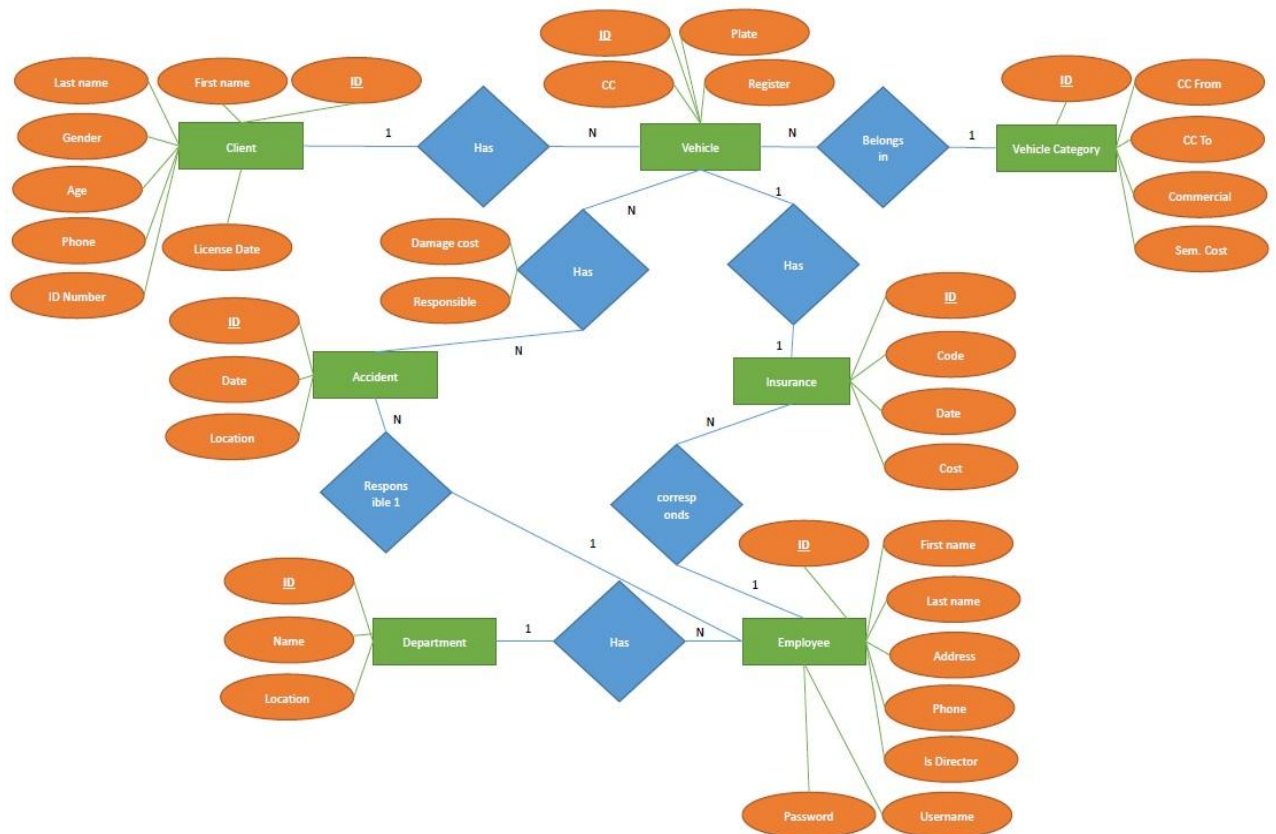 ID
Plate
Last name
First name
ID
ID
CC From
CC
Register
Gender
Client
1
Has
N
Vehicle
N
Belongs
in
1
Vehicle Category
CC To
Age
Commercial
Phone
License Date
Damage cost
N
1
Has
Has
Sem. Cost
ID Number
Responsible
ID
ID
N
1
Code
Date
Accident
Insurance
Date
Location
N
N
Cost
Respons
ible 1
corresp
onds
1
ID
First name
ID
1
Last name
Name
Department
1
Has
N
Employee
Address
Location
Phone
Is Director
Password
Username